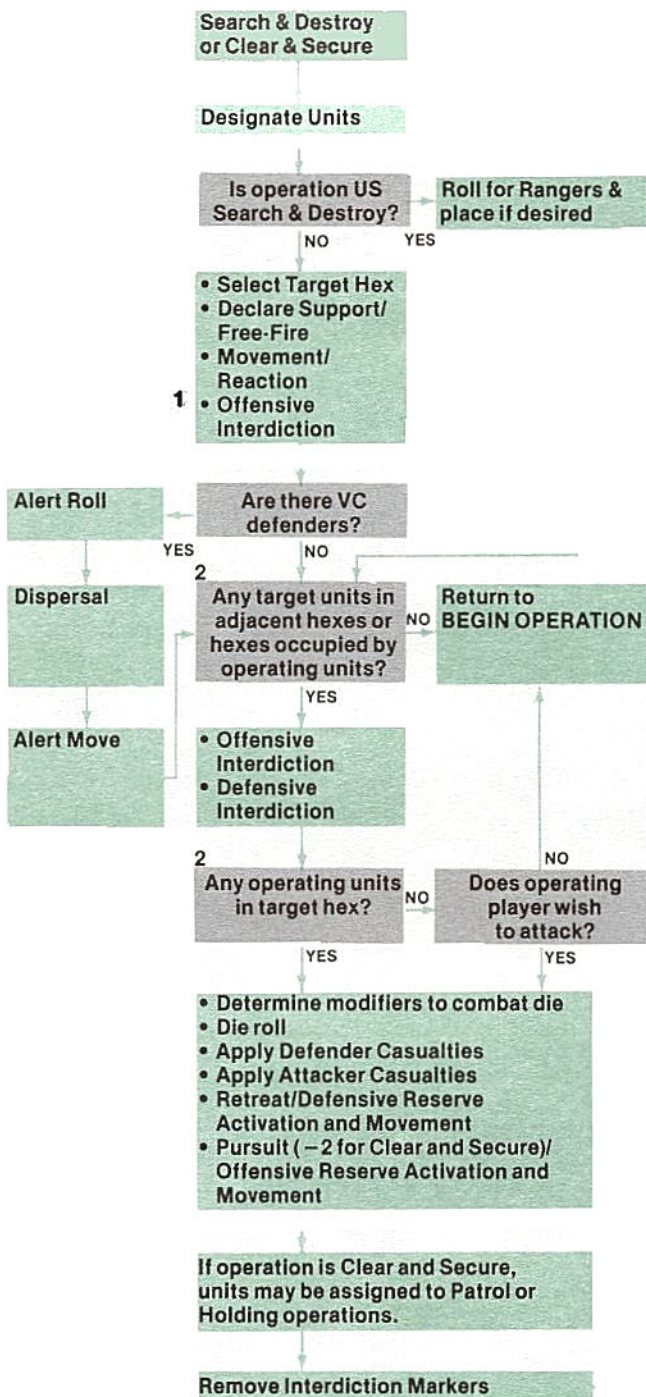 Search & Destroy
or Clear & Secure
Designate Units
Is operation US
Search & Destroy?
Roll for Rangers &
place if desired
NO
YES
• Select Target Hex
• Declare Support/
Free-Fire
• Movement/
Reaction
1
• Offensive
Interdiction
Alert Roll
Are there VC
defenders?
YES
NO
2
Dispersal
Any target units in
adjacent hexes or
hexes occupied by
operating units?
NO
Return to
BEGIN OPERATION
YES
Alert Move
• Offensive
Interdiction
• Defensive
Interdiction
2
NO
Any operating units
in target hex?
NO
Does operating
player wish
to attack?
YES
YES
• Determine modifiers to combat die
• Die roll
• Apply Defender Casualties
• Apply Attacker Casualties
• Retreat/Defensive Reserve
Activation and Movement
• Pursuit (−2 for Clear and Secure)/
Offensive Reserve Activation and
Movement
If operation is Clear and Secure,
units may be assigned to Patrol or
Holding operations.
Remove Interdiction Markers